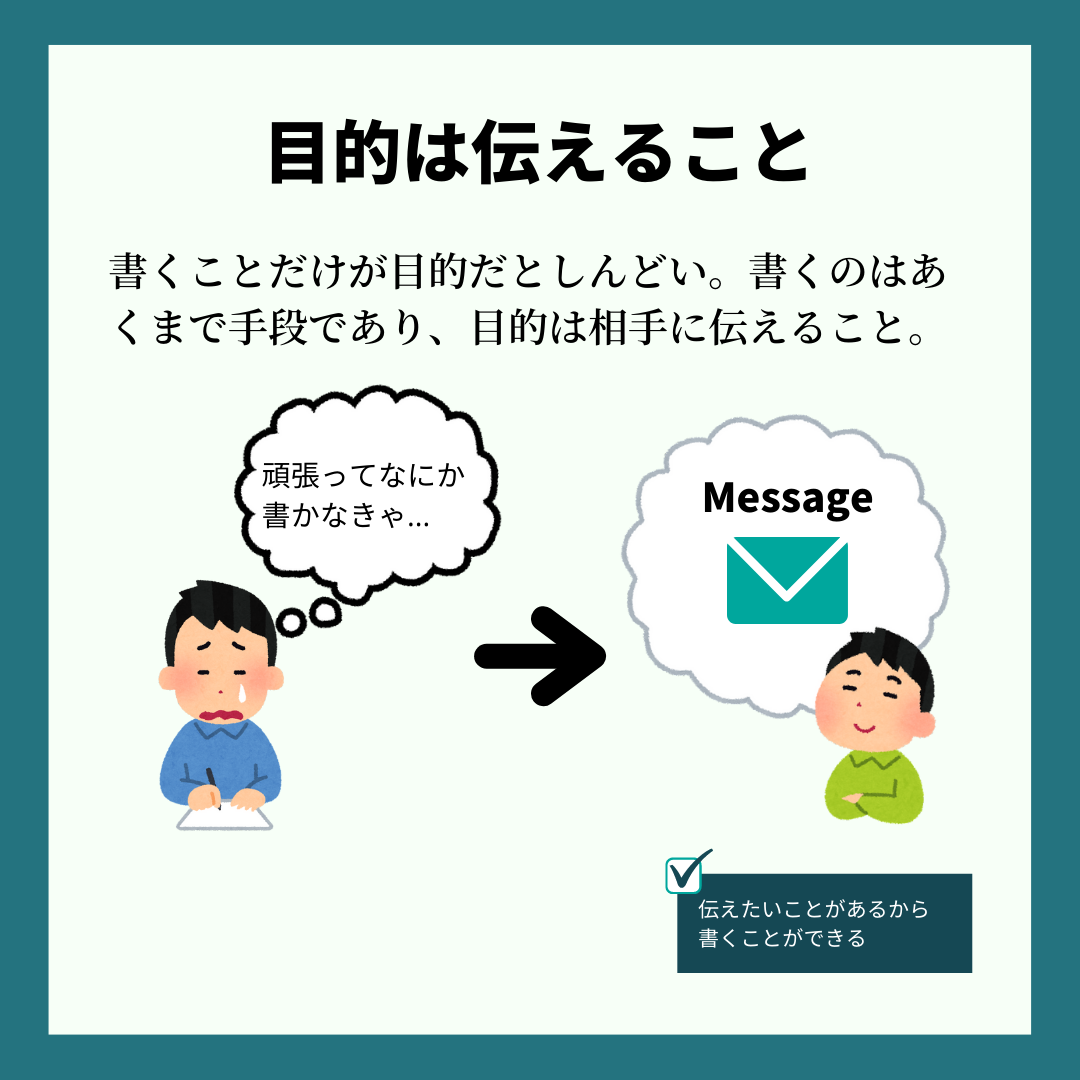 目的は伝えること
書くことだけが目的だとしんどい。書くのはあ
くまで手段であり、目的は相手に伝えること。
頑張ってなにか
書かなきゃ...
Message
伝えたいことがあるから
書くことができる